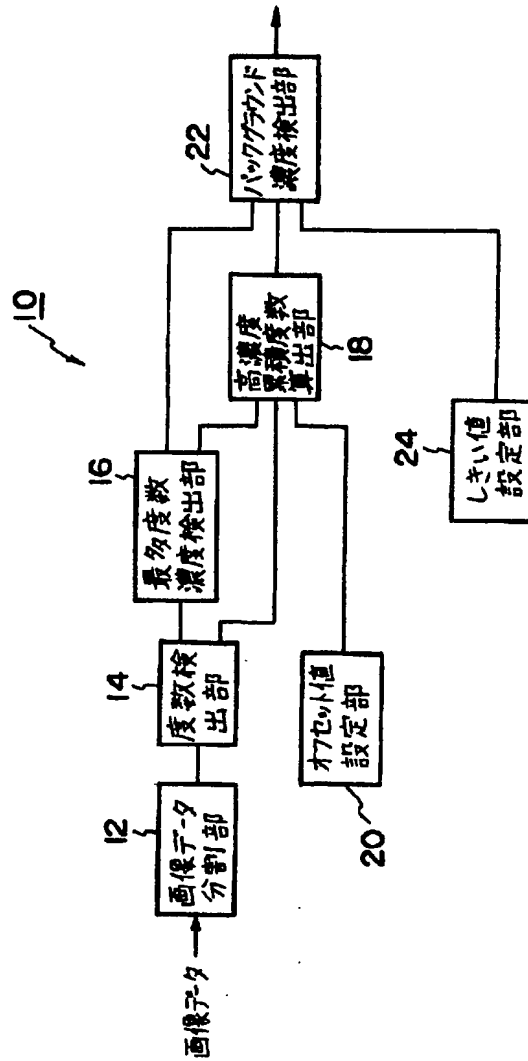 10
画像データ
12
画像データ
分割部
14
度数検
出部
16
最多度数
濃度検出部
高濃度
累積度数
算出部
18
オフセット値
設定部
20
22
バックグラウンド
濃度検出部
24
しきい値
設定部